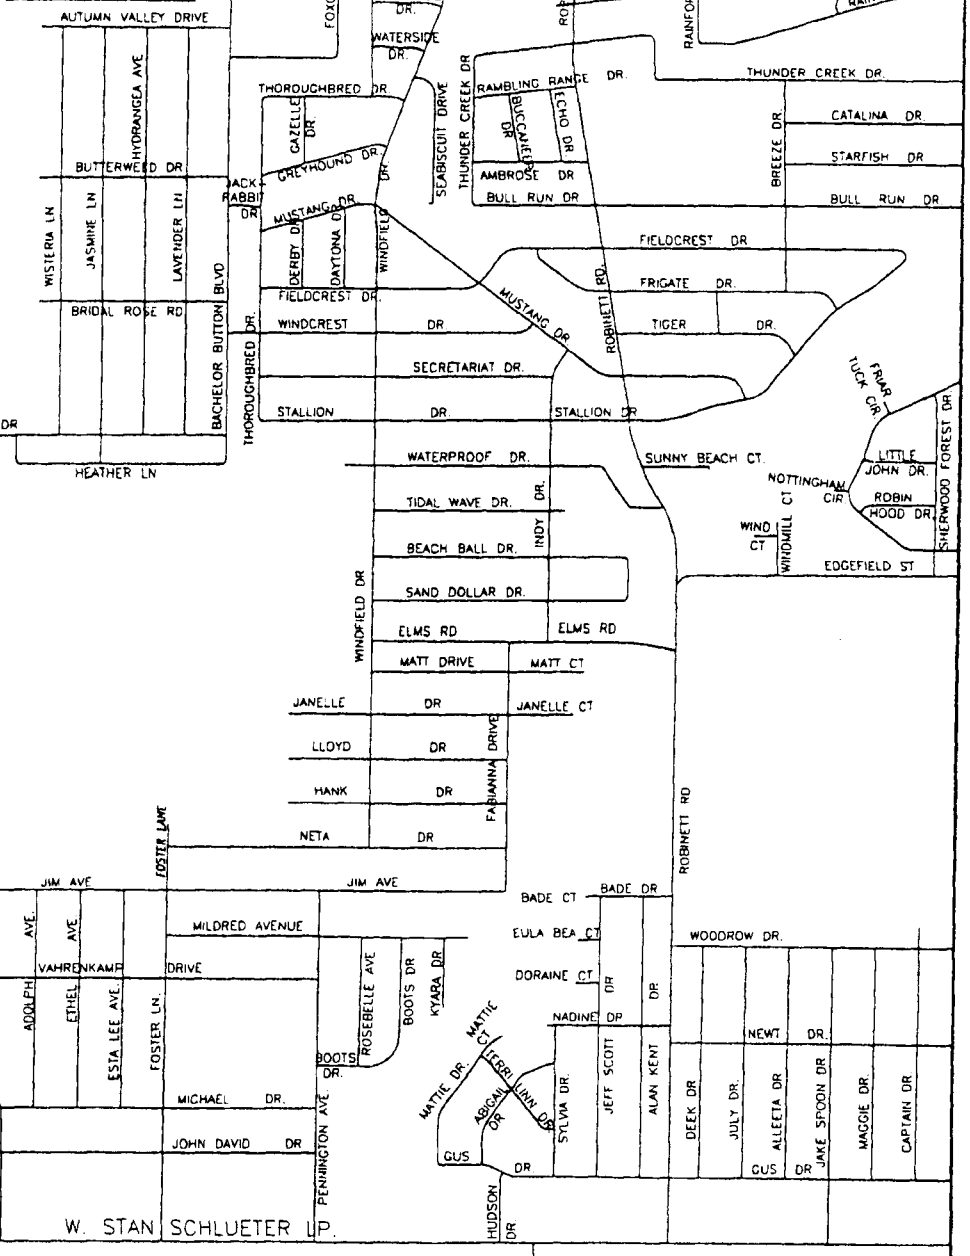 AUTUMN VALLEY DRIVE
DR.
WATERSIDE
DR.
THUNDER CREEK DR.
RAMBLING RANGE DR.
THUNDER CREEK DR
THOROUGHBRED DR.
HYDRANGEA AVE
GAZELLE
DR.
SEABISCUIT DRIVE
BUCCANEER
DR
ECHO DR
BREEZE DR.
CATALINA DR.
STARFISH DR
BUTTERWEED DR.
GREYHOUND DR.
AMBROSE DR
JACK-
RABBIT
DR
BULL RUN DR
BULL RUN DR
MUSTANG DR
WISTERIA LN
JASMINE LN
LAVENDER LN
DERBY DR
DAYTONA DR
WINDFIELD
DR.
FIELDCREST DR
FIELDCREST DR.
FRIGATE DR.
MUSTANG DR
ROBINETT RD.
BRIDAL ROSE RD
BACHELOR BUTTON BLVD
THOROUGHBRED DR.
WINDCREST DR.
TIGER DR.
SECRETARIAT DR.
FRIAR
TUCK CIR.
STALLION DR.
STALLION DR
DR
HEATHER LN
WATERPROOF DR.
SUNNY BEACH CT.
LITTLE
JOHN DR.
SHERWOOD FOREST DR
NOTTINGHAM
CIR
ROBIN
HOOD DR.
TIDAL WAVE DR.
INDY DR.
WIND
CT
WINDMILL CT
BEACH BALL DR.
EDGEFIELD ST
SAND DOLLAR DR.
WINDFIELD DR
ELMS RD
ELMS RD
MATT DRIVE
MATT CT
JANELLE DR
JANELLE CT
LLOYD DR
FABIANNA DRIVE
HANK DR
ROBINETT RD
NETA DR
FOSTER LANE
JIM AVE
JIM AVE
BADE CT
BADE DR
MILDRED AVENUE
EULA BEA CT
WOODROW DR.
ADOLPH AVE.
ETHEL AVE
VAHRENKAMP DRIVE
ESTA LEE AVE.
FOSTER LN.
ROSEBELLE AVE
BOOTS DR
KYARA DR
DORAINE CT
NADINE DR
JEFF SCOTT DR
ALAN KENT DR.
NEWT DR.
MATTIE
CT
BOOTS
DR.
MATTIE DR.
TERRI LINN DR
ABIGAIL
DR
SYLVIA DR.
DEEK DR
JULY DR.
ALLEETA DR
JAKE SPOON DR
MAGGIE DR.
CAPTAIN DR.
MICHAEL DR.
JOHN DAVID DR
PENNINGTON AVE.
GUS DR.
GUS DR
HUDSON
DR
W. STAN SCHLUETER LP.